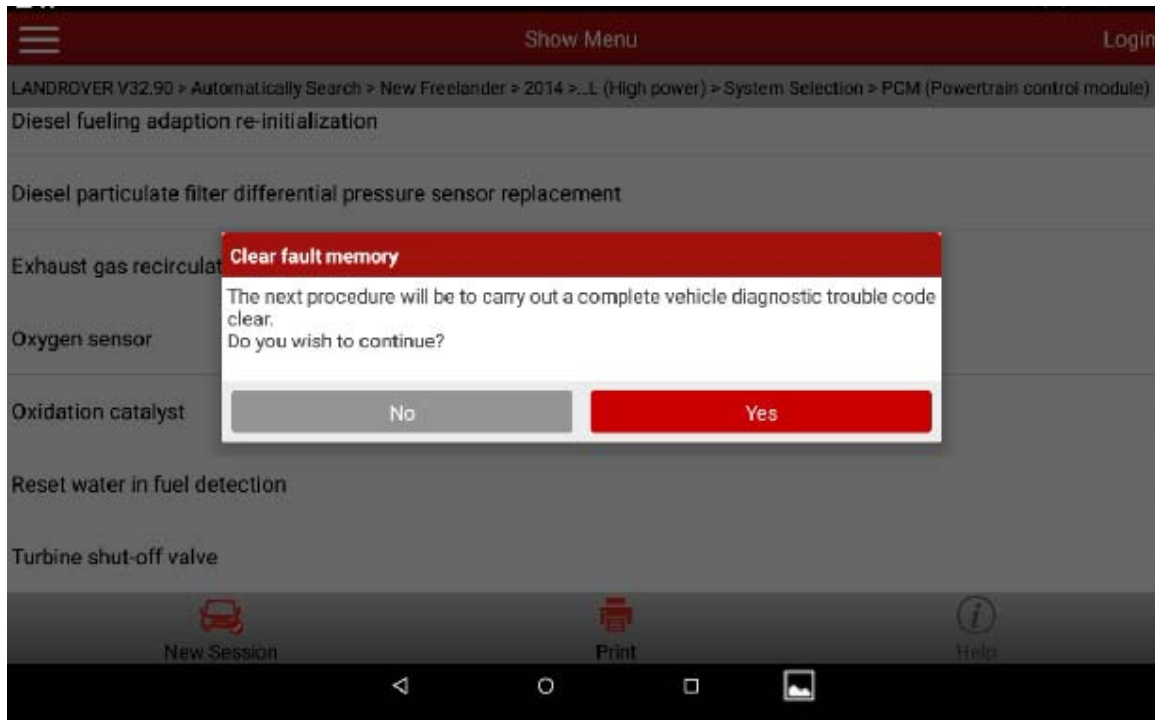 Show Menu
Login
LANDROVER V32.90 > Automatically Search > New Freelander > 2014 >...L (High power) > System Selection > PCM (Powertrain control module)
Diesel fueling adaption re-initialization
Diesel particulate filter differential pressure sensor replacement
Exhaust gas recirculat
Clear fault memory
The next procedure will be to carry out a complete vehicle diagnostic trouble code
clear.
Do you wish to continue?
Oxygen sensor
No
Yes
Oxidation catalyst
Reset water in fuel detection
Turbine shut-off valve
New Session
Print
Help